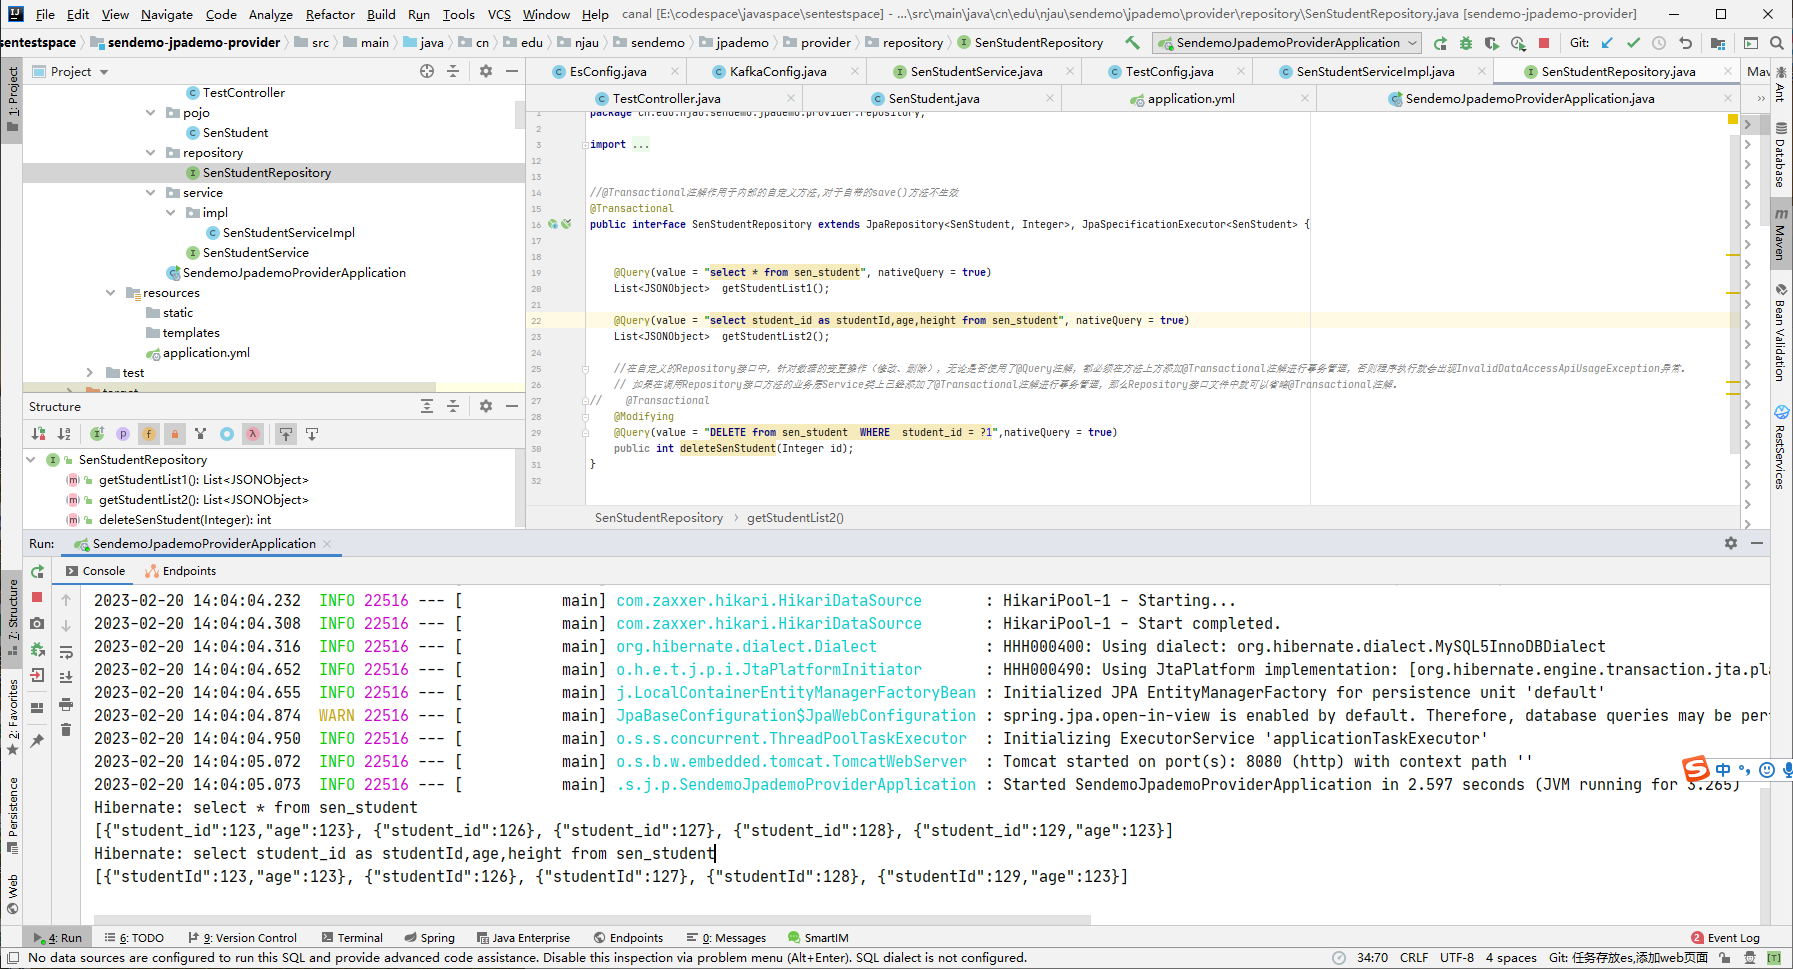 File Edit View Navigate Code Analyze Refactor Build Run Tools VCS Window Help canal [E:\codespace\javaspace\sentestspace] - ...\src\main\java\cn\edu\njau\sendemo\jpademo\provider\repository\SenStudentRepository.java [sendemo-jpademo-provider]
sentestspace sendemo-jpademo-provider src main java cn edu njau sendemo jpademo provider repository SenStudentRepository SendemoJpademoProviderApplication Git:
1: Project
Project
TestController
pojo
SenStudent
repository
SenStudentRepository
service
impl
SenStudentServiceImpl
SenStudentService
SendemoJpademoProviderApplication
resources
static
templates
application.yml
test
target
Structure
SenStudentRepository
getStudentList1(): List<JSONObject>
getStudentList2(): List<JSONObject>
deleteSenStudent(Integer): int
EsConfig.java KafkaConfig.java SenStudentService.java TestConfig.java SenStudentServiceImpl.java SenStudentRepository.java Mav
TestController.java SenStudent.java application.yml SendemoJpademoProviderApplication.java
1 package cn.edu.njau.sendemo.jpademo.provider.repository;
2
3 import ...
12
13
14 //@Transactional注解作用于内部的自定义方法,对于自带的save()方法不生效
15 @Transactional
16 public interface SenStudentRepository extends JpaRepository<SenStudent, Integer>, JpaSpecificationExecutor<SenStudent> {
17
18
19 @Query(value = "select * from sen_student", nativeQuery = true)
20 List<JSONObject>  getStudentList1();
21
22 @Query(value = "select student_id as studentId,age,height from sen_student", nativeQuery = true)
23 List<JSONObject>  getStudentList2();
24
25 //在自定义的Repository接口中，针对数据的变更操作（修改、删除），无论是否使用了@Query注解，都必须在方法上方添加@Transactional注解进行事务管理，否则程序执行就会出现InvalidDataAccessApiUsageException异常.
26 // 如果在调用Repository接口方法的业务层Service类上已经添加了@Transactional注解进行事务管理，那么Repository接口文件中就可以省略@Transactional注解.
27 //    @Transactional
28 @Modifying
29 @Query(value = "DELETE from sen_student  WHERE  student_id = ?1",nativeQuery = true)
30 public int deleteSenStudent(Integer id);
31 }
32
SenStudentRepository getStudentList2()
Ant
Database
Maven
Bean Validation
RestServices
Run: SendemoJpademoProviderApplication
Console Endpoints
2023-02-20 14:04:04.232  INFO 22516 --- [           main] com.zaxxer.hikari.HikariDataSource       : HikariPool-1 - Starting...
2023-02-20 14:04:04.308  INFO 22516 --- [           main] com.zaxxer.hikari.HikariDataSource       : HikariPool-1 - Start completed.
2023-02-20 14:04:04.316  INFO 22516 --- [           main] org.hibernate.dialect.Dialect            : HHH000400: Using dialect: org.hibernate.dialect.MySQL5InnoDBDialect
2023-02-20 14:04:04.652  INFO 22516 --- [           main] o.h.e.t.j.p.i.JtaPlatformInitiator       : HHH000490: Using JtaPlatform implementation: [org.hibernate.engine.transaction.jta.pla
2023-02-20 14:04:04.655  INFO 22516 --- [           main] j.LocalContainerEntityManagerFactoryBean : Initialized JPA EntityManagerFactory for persistence unit 'default'
2023-02-20 14:04:04.874  WARN 22516 --- [           main] JpaBaseConfiguration$JpaWebConfiguration : spring.jpa.open-in-view is enabled by default. Therefore, database queries may be per
2023-02-20 14:04:04.950  INFO 22516 --- [           main] o.s.s.concurrent.ThreadPoolTaskExecutor  : Initializing ExecutorService 'applicationTaskExecutor'
2023-02-20 14:04:05.072  INFO 22516 --- [           main] o.s.b.w.embedded.tomcat.TomcatWebServer  : Tomcat started on port(s): 8080 (http) with context path ''
2023-02-20 14:04:05.073  INFO 22516 --- [           main] .s.j.p.SendemoJpademoProviderApplication : Started SendemoJpademoProviderApplication in 2.597 seconds (JVM running for 3.265)
Hibernate: select * from sen_student
[{"student_id":123,"age":123}, {"student_id":126}, {"student_id":127}, {"student_id":128}, {"student_id":129,"age":123}]
Hibernate: select student_id as studentId,age,height from sen_student
[{"studentId":123,"age":123}, {"studentId":126}, {"studentId":127}, {"studentId":128}, {"studentId":129,"age":123}]
7: Structure
2: Favorites
Persistence
Web
中
4: Run 6: TODO 9: Version Control Terminal Spring Java Enterprise Endpoints 0: Messages SmartIM 2 Event Log
No data sources are configured to run this SQL and provide advanced code assistance. Disable this inspection via problem menu (Alt+Enter). SQL dialect is not configured. 34:70 CRLF UTF-8 4 spaces Git: 任务存放es,添加web页面